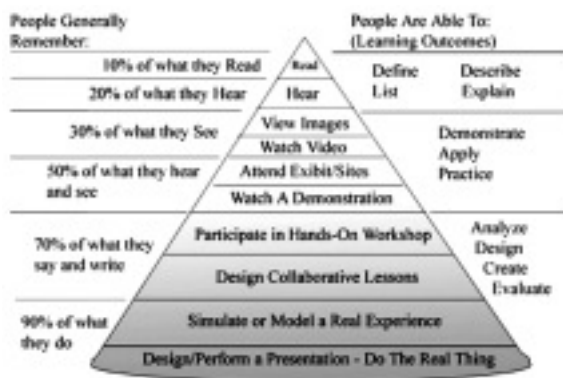 People Generally
Remember:
10% of what they Read
20% of what they Hear
30% of what they See
50% of what they hear
and see
70% of what they
say and write
90% of what
they do
Read
Hear
View Images
Watch Video
Attend Exibit/Sites
Watch A Demonstration
Participate in Hands-On Workshop
Design Collaborative Lessons
Simulate or Model a Real Experience
Design/Perform a Presentation - Do The Real Thing
People Are Able To:
(Learning Outcomes)
Define Describe
List Explain
Demonstrate
Apply
Practice
Analyze
Design
Create
Evaluate